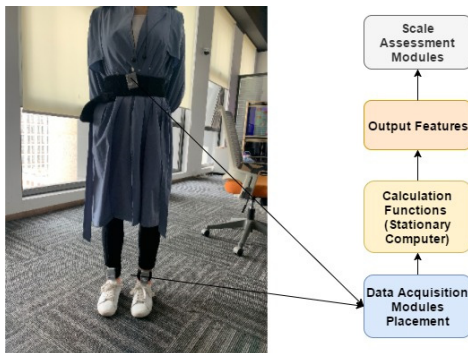 Scale
Assessment
Modules
Output Features
Calculation
Functions
(Stationary
Computer)
Data Acquisition
Modules
Placement